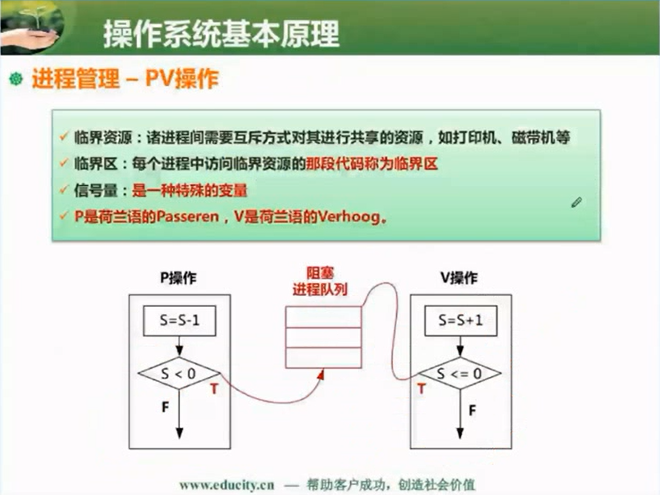 操作系统基本原理
进程管理 – PV操作
临界资源：诸进程间需要互斥方式对其进行共享的资源，如打印机、磁带机等
临界区：每个进程中访问临界资源的那段代码称为临界区
信号量：是一种特殊的变量
P是荷兰语的Passeren，V是荷兰语的Verhoog。
P操作
阻塞
进程队列
V操作
S=S-1
S=S+1
S < 0
S <= 0
T
T
F
F
www.educity.cn — 帮助客户成功，创造社会价值